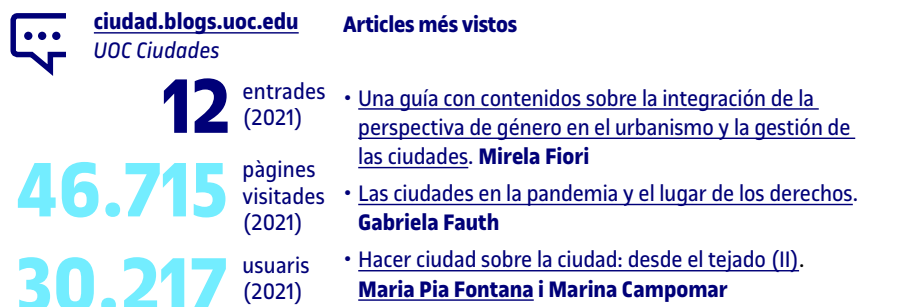 ciudad.blogs.uoc.edu
UOC Ciudades
12 entrades
(2021)
46.715 pàgines
visitades
(2021)
30.217 usuaris
(2021)
Articles més vistos
• Una guía con contenidos sobre la integración de la
perspectiva de género en el urbanismo y la gestión de
las ciudades. Mirela Fiori
• Las ciudades en la pandemia y el lugar de los derechos.
Gabriela Fauth
• Hacer ciudad sobre la ciudad: desde el tejado (II).
Maria Pia Fontana i Marina Campomar